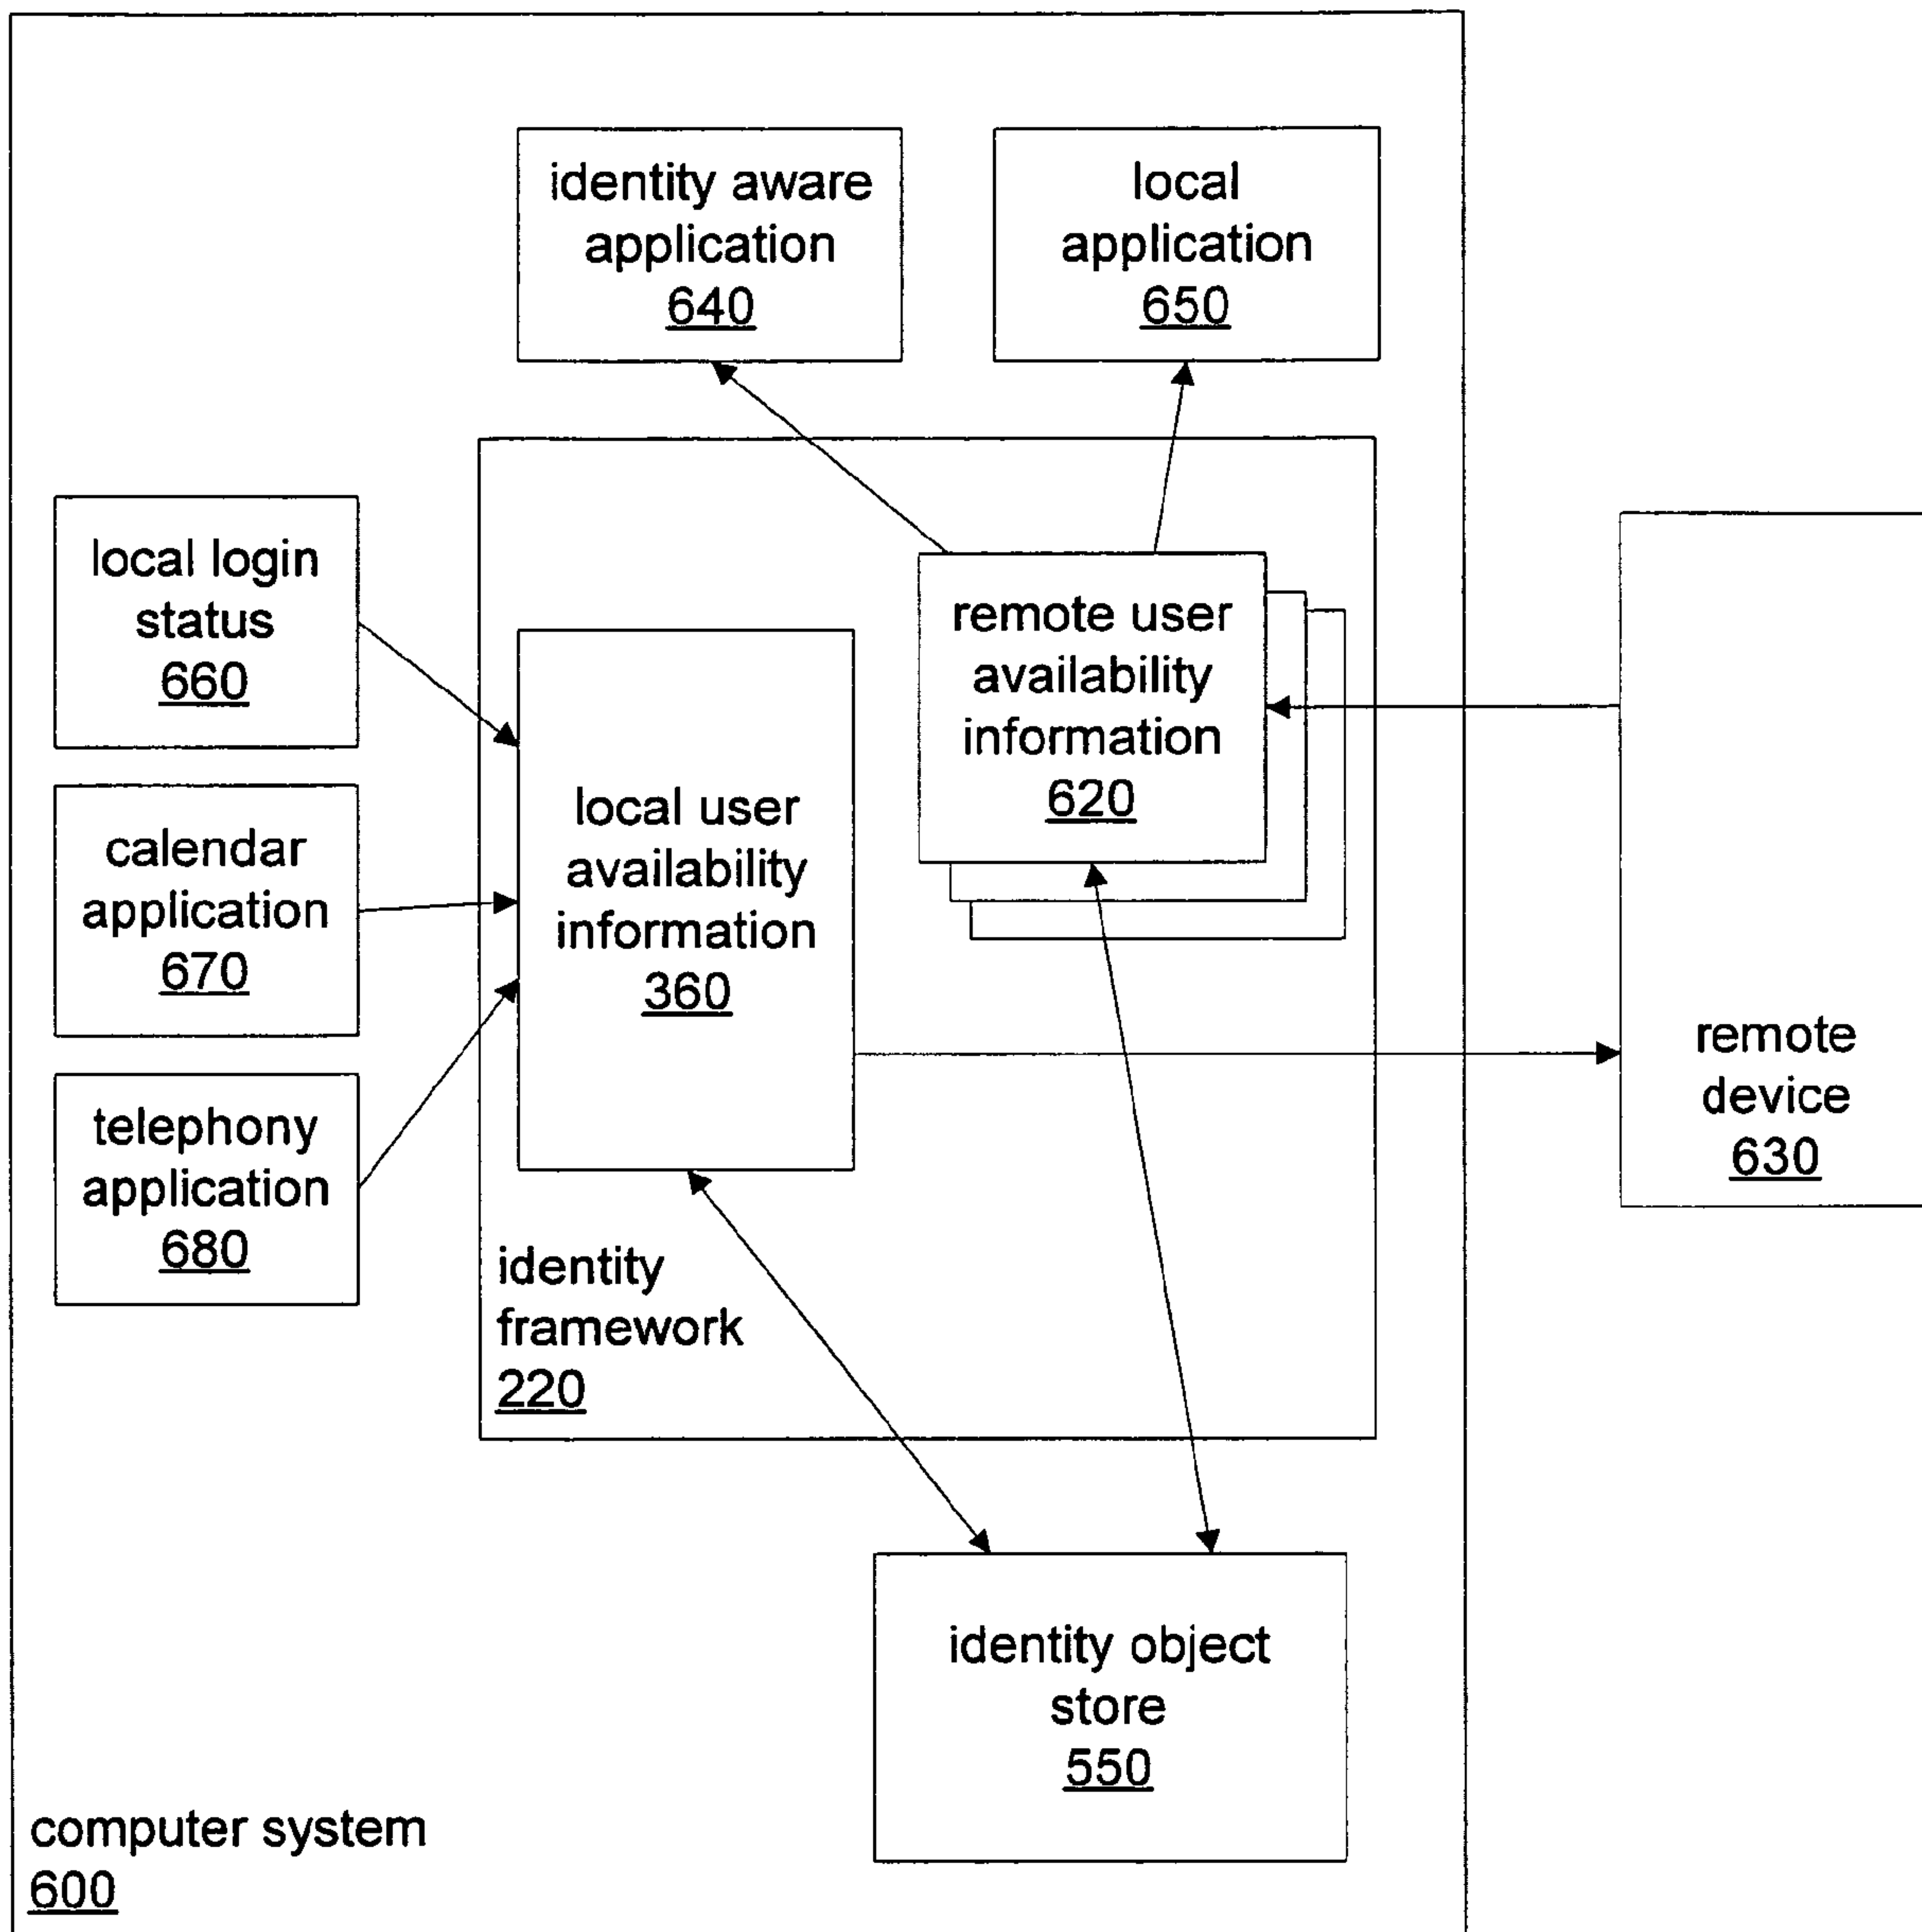 identity aware
application
640
local
application
650
local login
status
660
calendar
application
670
telephony
application
680
local user
availability
information
360
remote user
availability
information
620
remote
device
630
identity
framework
220
identity object
store
550
computer system
600